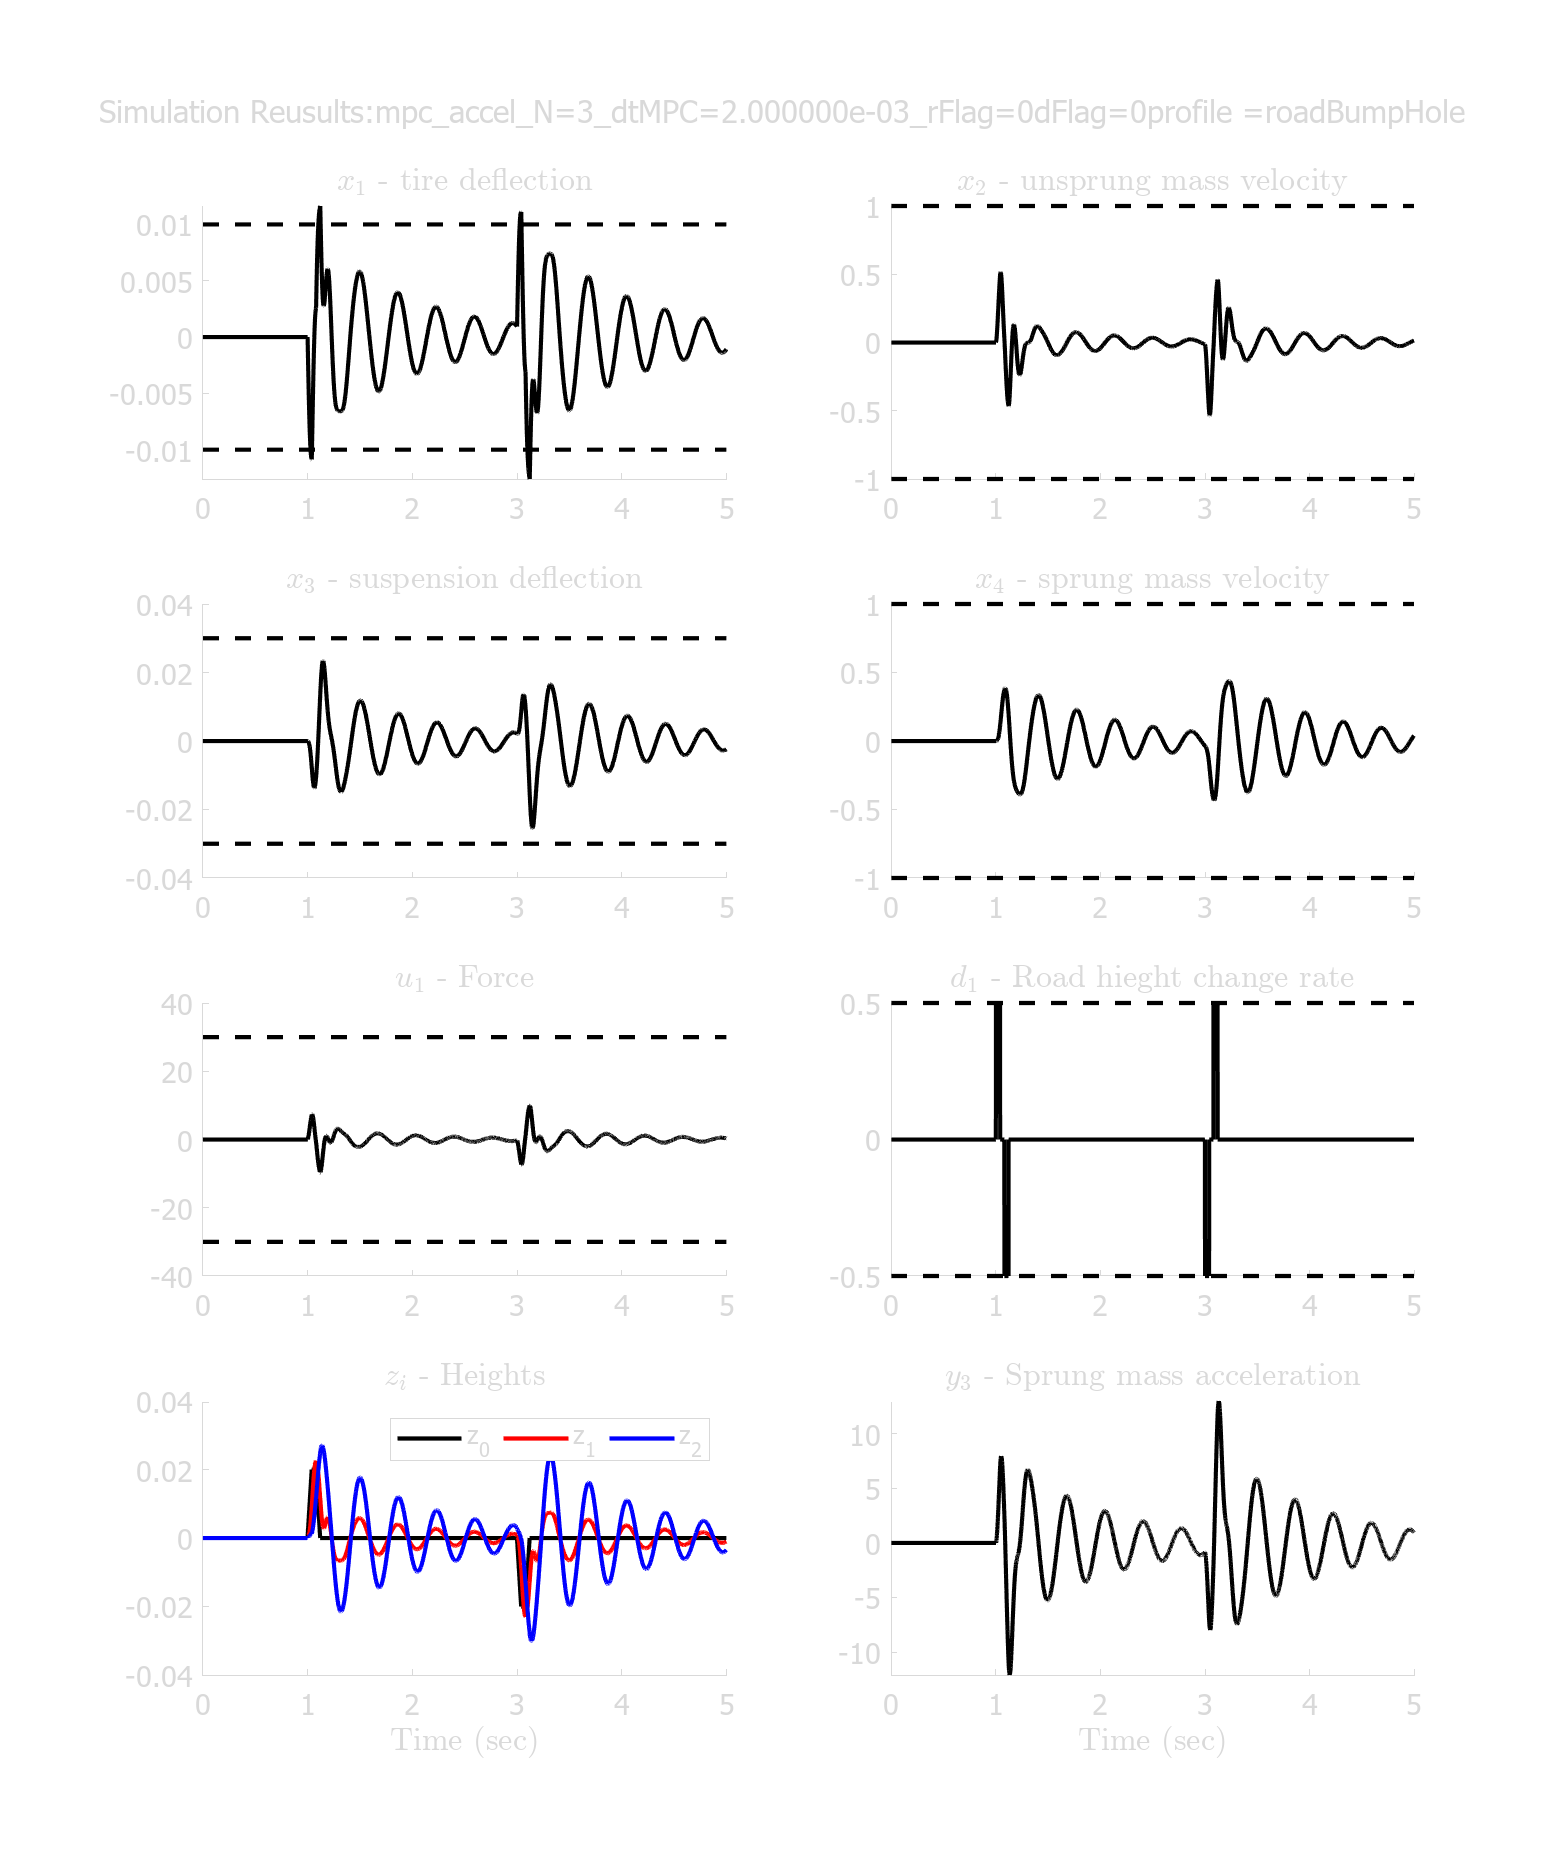 Simulation Reusults:mpc_accel_N=3_dtMPC=2.000000e-03_rFlag=0dFlag=0profile =roadBumpHole
x1 - tire deflection
0.01
0.005
0
-0.005
-0.01
0 1 2 3 4 5
x2 - unsprung mass velocity
1
0.5
0
-0.5
-1
0 1 2 3 4 5
x3 - suspension deflection
0.04
0.02
0
-0.02
-0.04
0 1 2 3 4 5
x4 - sprung mass velocity
1
0.5
0
-0.5
-1
0 1 2 3 4 5
u1 - Force
40
20
0
-20
-40
0 1 2 3 4 5
d1 - Road hieght change rate
0.5
0
-0.5
0 1 2 3 4 5
zi - Heights
z0 z1 z2
0.04
0.02
0
-0.02
-0.04
0 1 2 3 4 5
Time (sec)
y3 - Sprung mass acceleration
10
5
0
-5
-10
0 1 2 3 4 5
Time (sec)